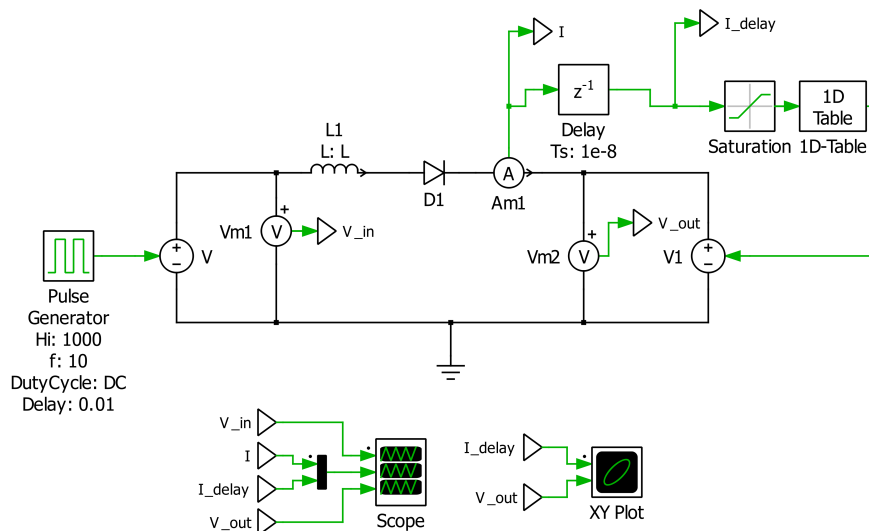 I
I_delay
z-1
1D
Table
Delay
Ts: 1e-8
Saturation
1D-Table
L1
L: L
D1
A
Am1
+
V_in
Vm1
V
+
V
V_out
Vm2
V
+
V1
+
Pulse
Generator
Hi: 1000
f: 10
DutyCycle: DC
Delay: 0.01
V_in
I
I_delay
V_out
Scope
I_delay
V_out
XY Plot